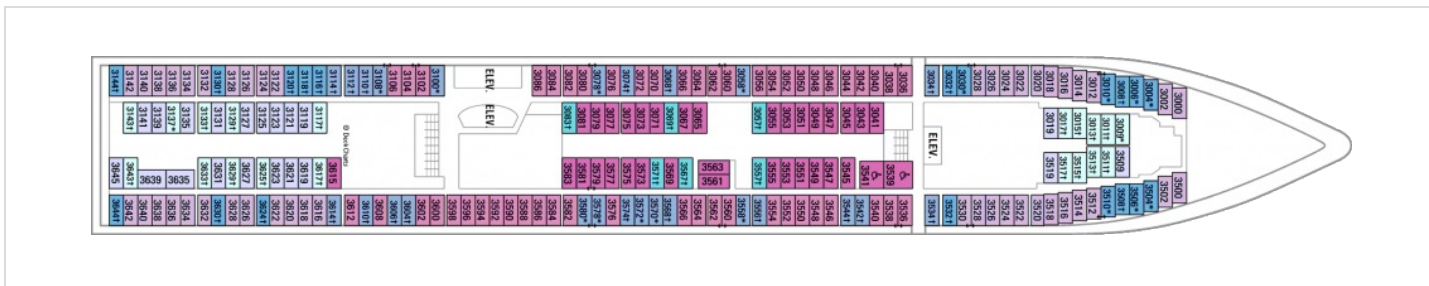 3144† 3142 3140 3138 3136 3134 3132 3130† 3128 3126 3124 3122 3120† 3118† 3116† 3114† 3112† 3110† 3108* 3106 3104 3102 3100* ELEV. 3086 3084 3082 3080 3078* 3076 3074† 3072 3070 3068† 3066 3064 3062 3060 3058* 3056 3054 3052 3050 3048 3044 3042 3040 3038 3036 3034† 3032† 3030* 3028 3026 3024 3022 3020 3018 3016 3014 3012 3010* 3008† 3006* 3004* 3002 3000
3143† 3141 3139 3137* 3135 3133† 3131 3129† 3127 3125 3123 3121 3119 3117† ELEV. 3083† 3081 3079 3077 3075 3073 3069† 3067 3065 3057† 3055 3053 3051 3049 3047 3045 3043 3041 3019 3017† 3015† 3013† 3011† 3009*
© Deck Charts
ELEV.
3645 3643† 3639 3635 3633† 3631 3629† 3627 3625† 3623 3621 3619 3617† 3615 3583 3581 3579 3577 3575 3573 3571† 3569 3567† 3563 3561 3557† 3555 3553 3551 3549 3547 3545 3541 3539 3519 3517† 3515† 3513† 3511† 3509
3644† 3642 3640 3638 3636 3634 3632 3630† 3628 3626 3624† 3622 3620 3618 3616 3614† 3612 3610† 3608 3606† 3604† 3602 3600 3598 3596 3594 3592 3590 3588 3586 3584 3582 3580* 3578* 3576 3574† 3572* 3570* 3568† 3566 3564 3562 3560 3558* 3556† 3554 3552 3550 3548 3546 3544† 3542† 3540 3538 3536 3534† 3532† 3530 3528 3526 3524 3522 3520 3518 3516 3514 3512 3510* 3508† 3506* 3504* 3502 3500